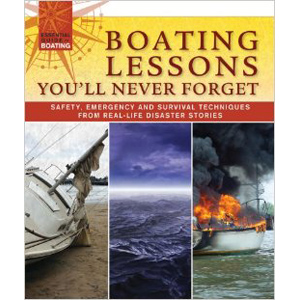 ESSENTIAL
GUIDE to
BOATING
BOATING
LESSONS
YOU'LL NEVER FORGET
SAFETY, EMERGENCY AND SURVIVAL TECHNIQUES
FROM REAL-LIFE DISASTER STORIES